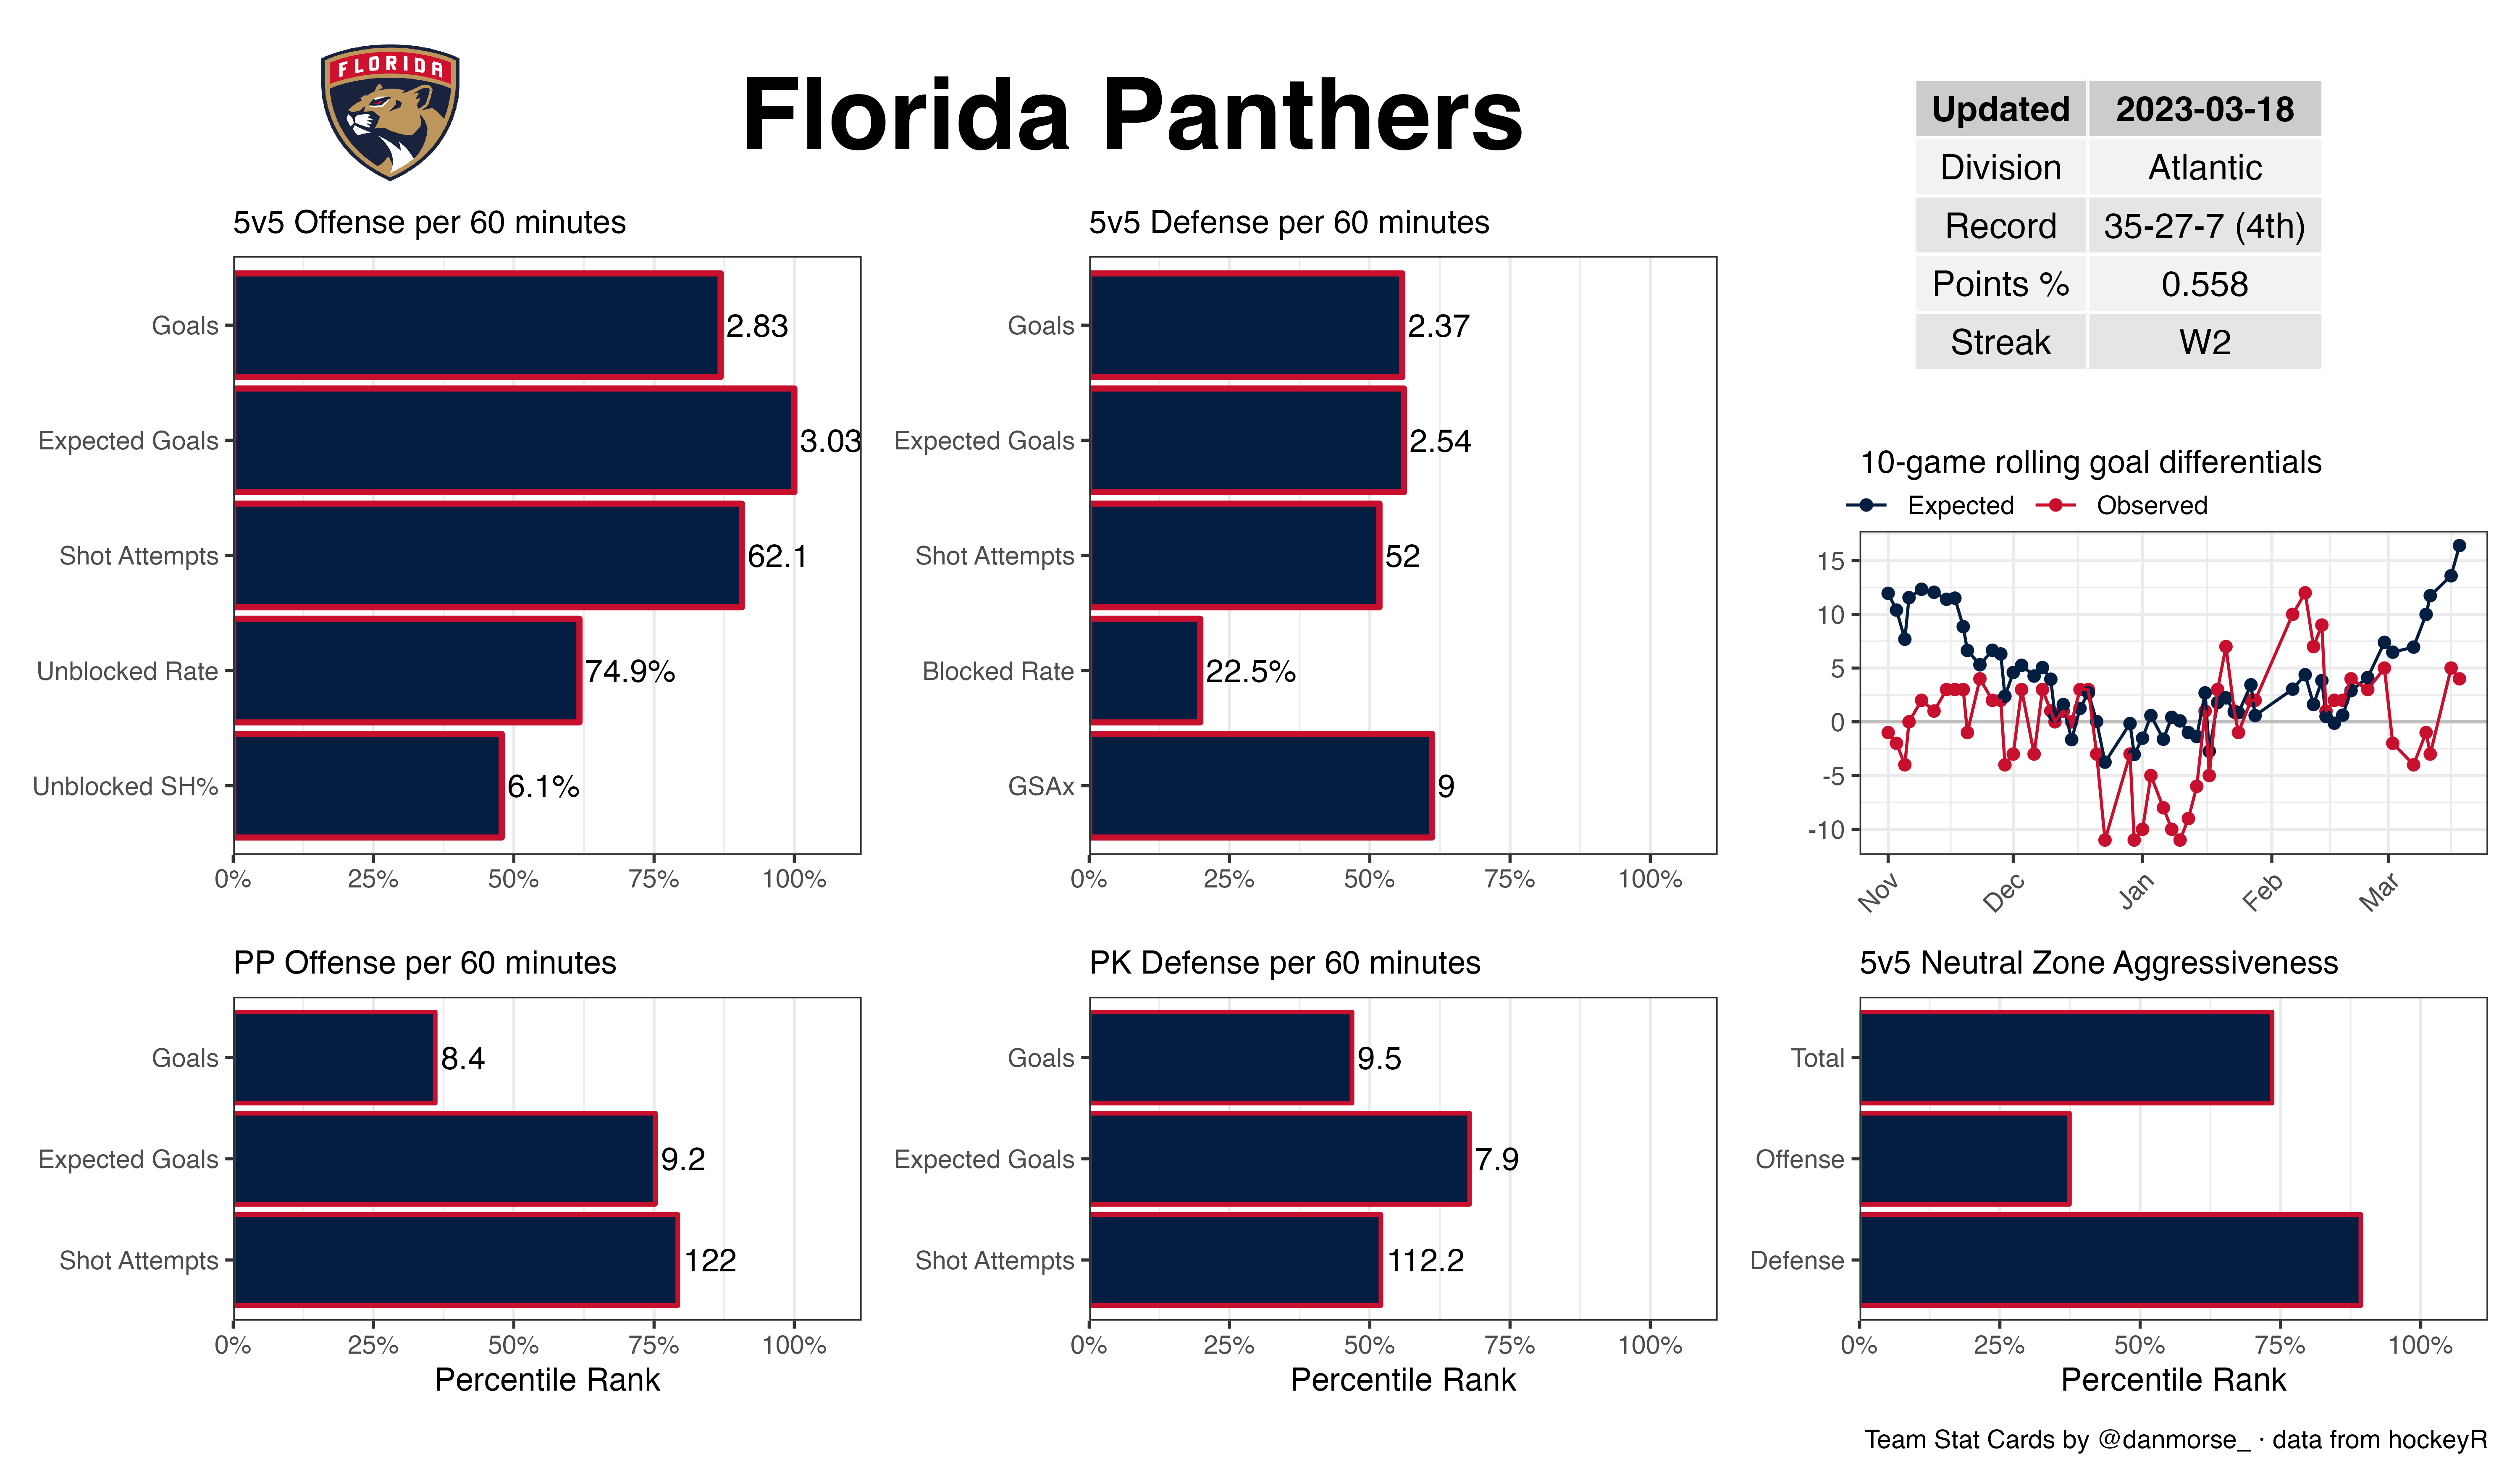 FLORIDA
Florida Panthers
Updated 2023-03-18
Division Atlantic
Record 35-27-7 (4th)
Points % 0.558
Streak W2
5v5 Offense per 60 minutes
Goals 2.83
Expected Goals 3.03
Shot Attempts 62.1
Unblocked Rate 74.9%
Unblocked SH% 6.1%
0% 25% 50% 75% 100%
5v5 Defense per 60 minutes
Goals 2.37
Expected Goals 2.54
Shot Attempts 52
Blocked Rate 22.5%
GSAx 9
0% 25% 50% 75% 100%
10-game rolling goal differentials
Expected Observed
15
10
5
0
-5
-10
Nov Dec Jan Feb Mar
PP Offense per 60 minutes
Goals 8.4
Expected Goals 9.2
Shot Attempts 122
0% 25% 50% 75% 100%
Percentile Rank
PK Defense per 60 minutes
Goals 9.5
Expected Goals 7.9
Shot Attempts 112.2
0% 25% 50% 75% 100%
Percentile Rank
5v5 Neutral Zone Aggressiveness
Total
Offense
Defense
0% 25% 50% 75% 100%
Percentile Rank
Team Stat Cards by @danmorse_ · data from hockeyR